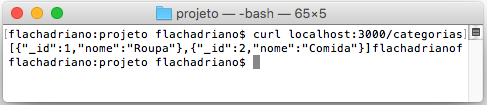 projeto — -bash — 65×5
[flachadriano:projeto flachadriano$ curl localhost:3000/categorias]
[{"_id":1,"nome":"Roupa"},{"_id":2,"nome":"Comida"}]flachadrianof
flachadriano:projeto flachadriano$